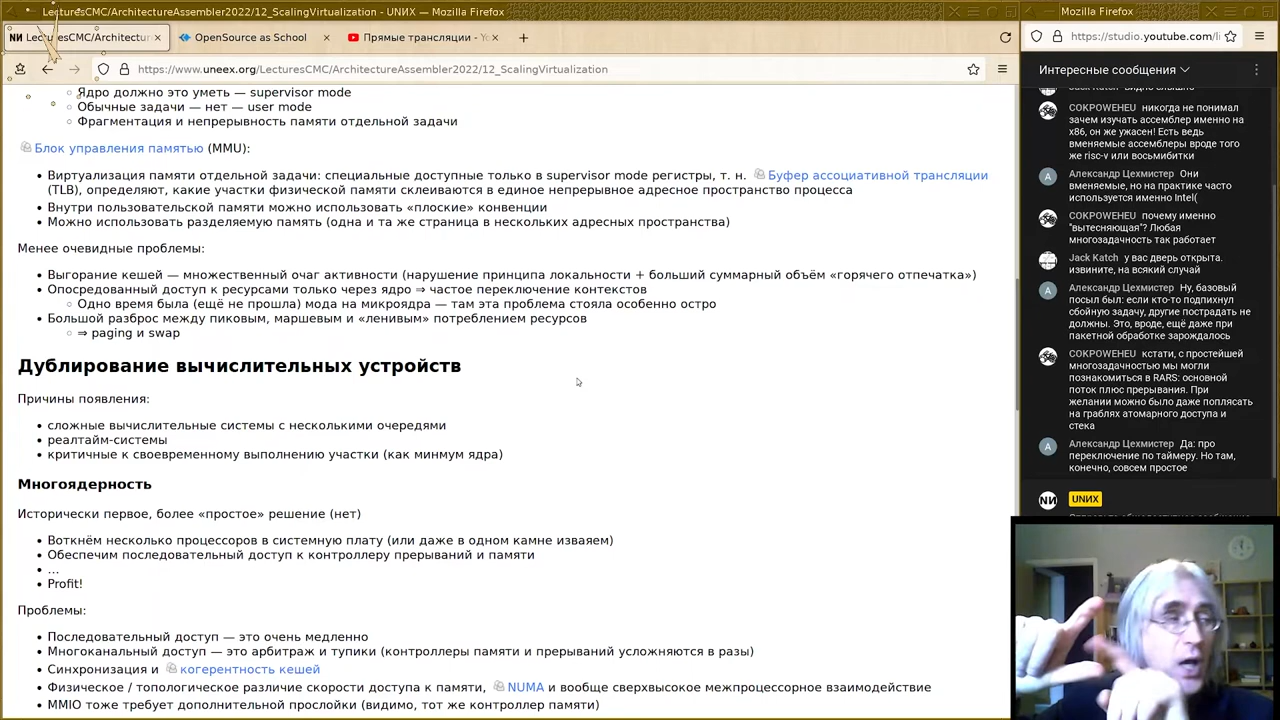 LecturesCMC/ArchitectureAssembler2022/12_ScalingVirtualization - UNИX — Mozilla Firefox
Mozilla Firefox
NИ LecturesCMC/Architectur
OpenSource as School
Прямые трансляции - Yo
https://www.uneex.org/LecturesCMC/ArchitectureAssembler2022/12_ScalingVirtualization
https://studio.youtube.com/li
Ядро должно это уметь — supervisor mode
Обычные задачи — нет — user mode
Фрагментация и непрерывность памяти отдельной задачи
Блок управления памятью (MMU):
Виртуализация памяти отдельной задачи: специальные доступные только в supervisor mode регистры, т. н. Буфер ассоциативной трансляции
(TLB), определяют, какие участки физической памяти склеиваются в единое непрерывное адресное пространство процесса
Внутри пользовательской памяти можно использовать «плоские» конвенции
Можно использовать разделяемую память (одна и та же страница в нескольких адресных пространства)
Менее очевидные проблемы:
Выгорание кешей — множественный очаг активности (нарушение принципа локальности + больший суммарный объём «горячего отпечатка»)
Опосредованный доступ к ресурсами только через ядро ⇒ частое переключение контекстов
Одно время была (ещё не прошла) мода на микроядра — там эта проблема стояла особенно остро
Большой разброс между пиковым, маршевым и «ленивым» потреблением ресурсов
⇒ paging и swap
Дублирование вычислительных устройств
Причины появления:
сложные вычислительные системы с несколькими очередями
реалтайм-системы
критичные к своевременному выполнению участки (как минмум ядра)
Многоядерность
Исторически первое, более «простое» решение (нет)
Воткнём несколько процессоров в системную плату (или даже в одном камне изваяем)
Обеспечим последовательный доступ к контроллеру прерываний и памяти
...
Profit!
Проблемы:
Последовательный доступ — это очень медленно
Многоканальный доступ — это арбитраж и тупики (контроллеры памяти и прерываний усложняются в разы)
Синхронизация и когерентность кешей
Физическое / топологическое различие скорости доступа к памяти, NUMA и вообще сверхвысокое межпроцессорное взаимодействие
MMIO тоже требует дополнительной прослойки (видимо, тот же контроллер памяти)
Интересные сообщения
Jack Katch Видно слышно
COKPOWEHEU никогда не понимал
зачем изучать ассемблер именно на
x86, он же ужасен! Есть ведь
вменяемые ассемблеры вроде того
же risc-v или восьмибитки
Александр Цехмистер Они
вменяемые, но на практике часто
используется именно Intel(
COKPOWEHEU почему именно
"вытесняющая"? Любая
многозадачность так работает
Jack Katch у вас дверь открыта.
извините, на всякий случай
Александр Цехмистер Ну, базовый
посыл был: если кто-то подпихнул
сбойную задачу, другие пострадать не
должны. Это, вроде, ещё даже при
пакетной обработке зарождалось
COKPOWEHEU кстати, с простейшей
многозадачностью мы могли
познакомиться в RARS: основной
поток плюс прерывания. При
желании можно было даже поплясать
на граблях атомарного доступа и
стека
Александр Цехмистер Да: про
переключение по таймеру. Но там,
конечно, совсем простое
NИ UNИX